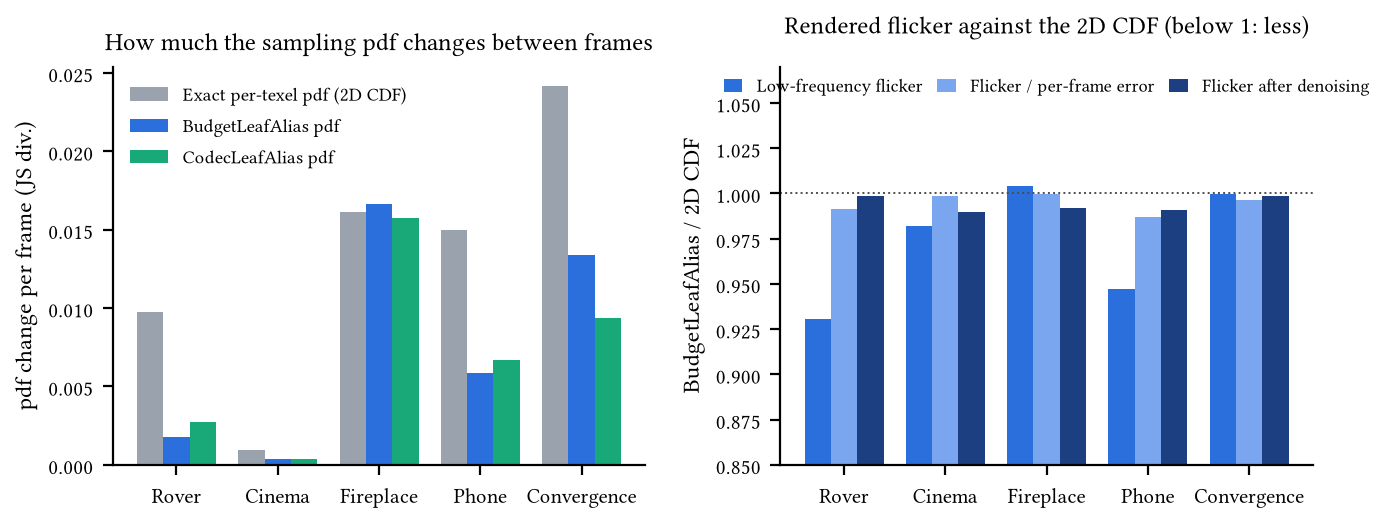 How much the sampling pdf changes between frames
pdf change per frame (JS div.)
0.025
0.020
0.015
0.010
0.005
0.000
Exact per-texel pdf (2D CDF)
BudgetLeafAlias pdf
CodecLeafAlias pdf
Rover Cinema Fireplace Phone Convergence
Rendered flicker against the 2D CDF (below 1: less)
BudgetLeafAlias / 2D CDF
Low-frequency flicker Flicker / per-frame error Flicker after denoising
1.050
1.025
1.000
0.975
0.950
0.925
0.900
0.875
0.850
Rover Cinema Fireplace Phone Convergence